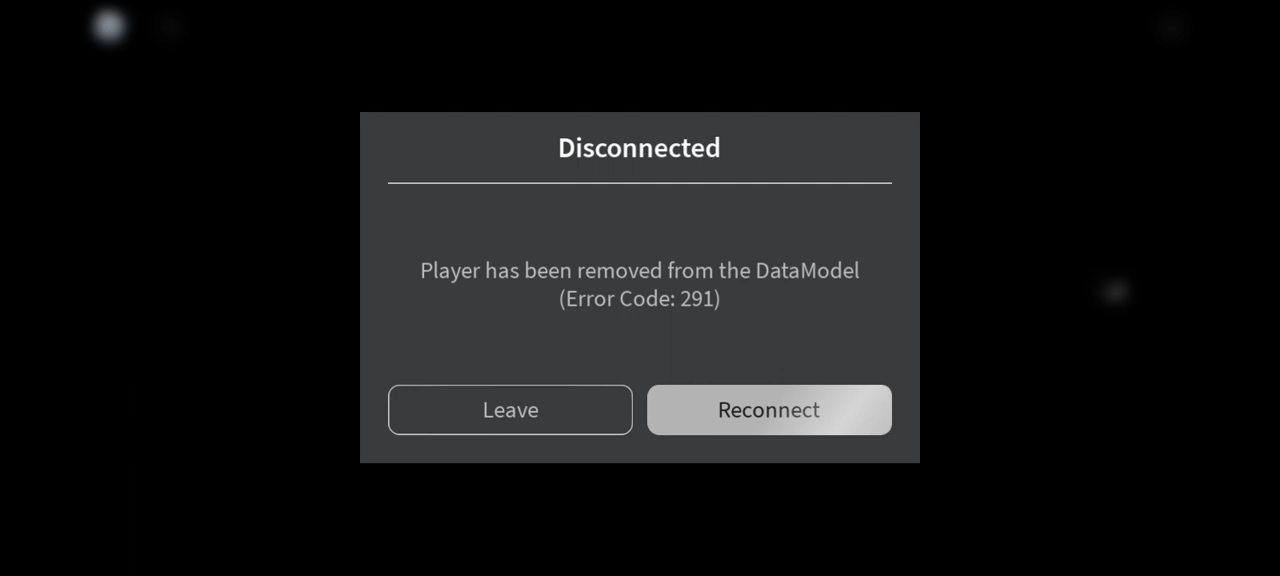 Disconnected
Player has been removed from the DataModel
(Error Code: 291)
Leave
Reconnect